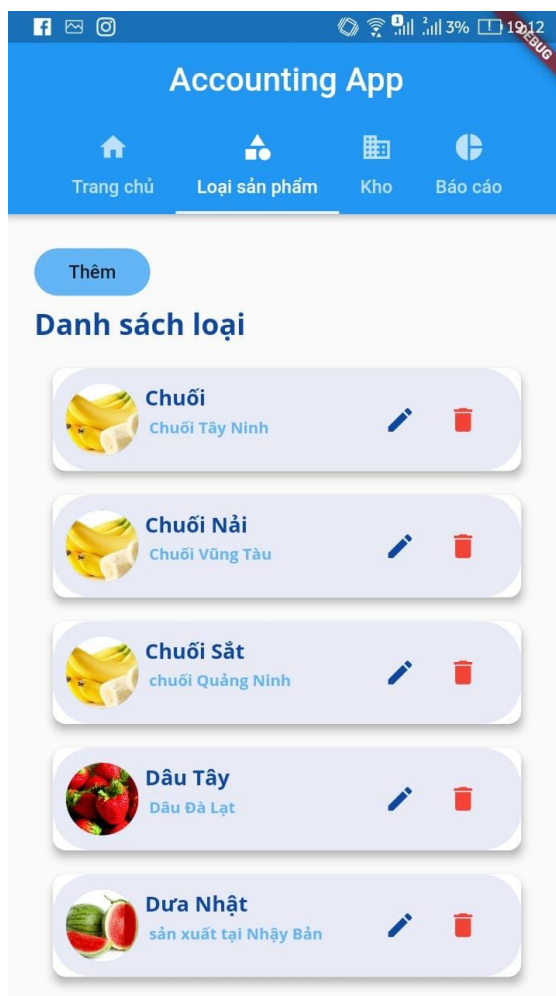 3% 19:12
DEBUG
Accounting App
Trang chủ Loại sản phẩm Kho Báo cáo
Thêm
Danh sách loại
Chuối
Chuối Tây Ninh
Chuối Nải
Chuối Vũng Tàu
Chuối Sắt
chuối Quảng Ninh
Dâu Tây
Dâu Đà Lạt
Dưa Nhật
sản xuất tại Nhậy Bản